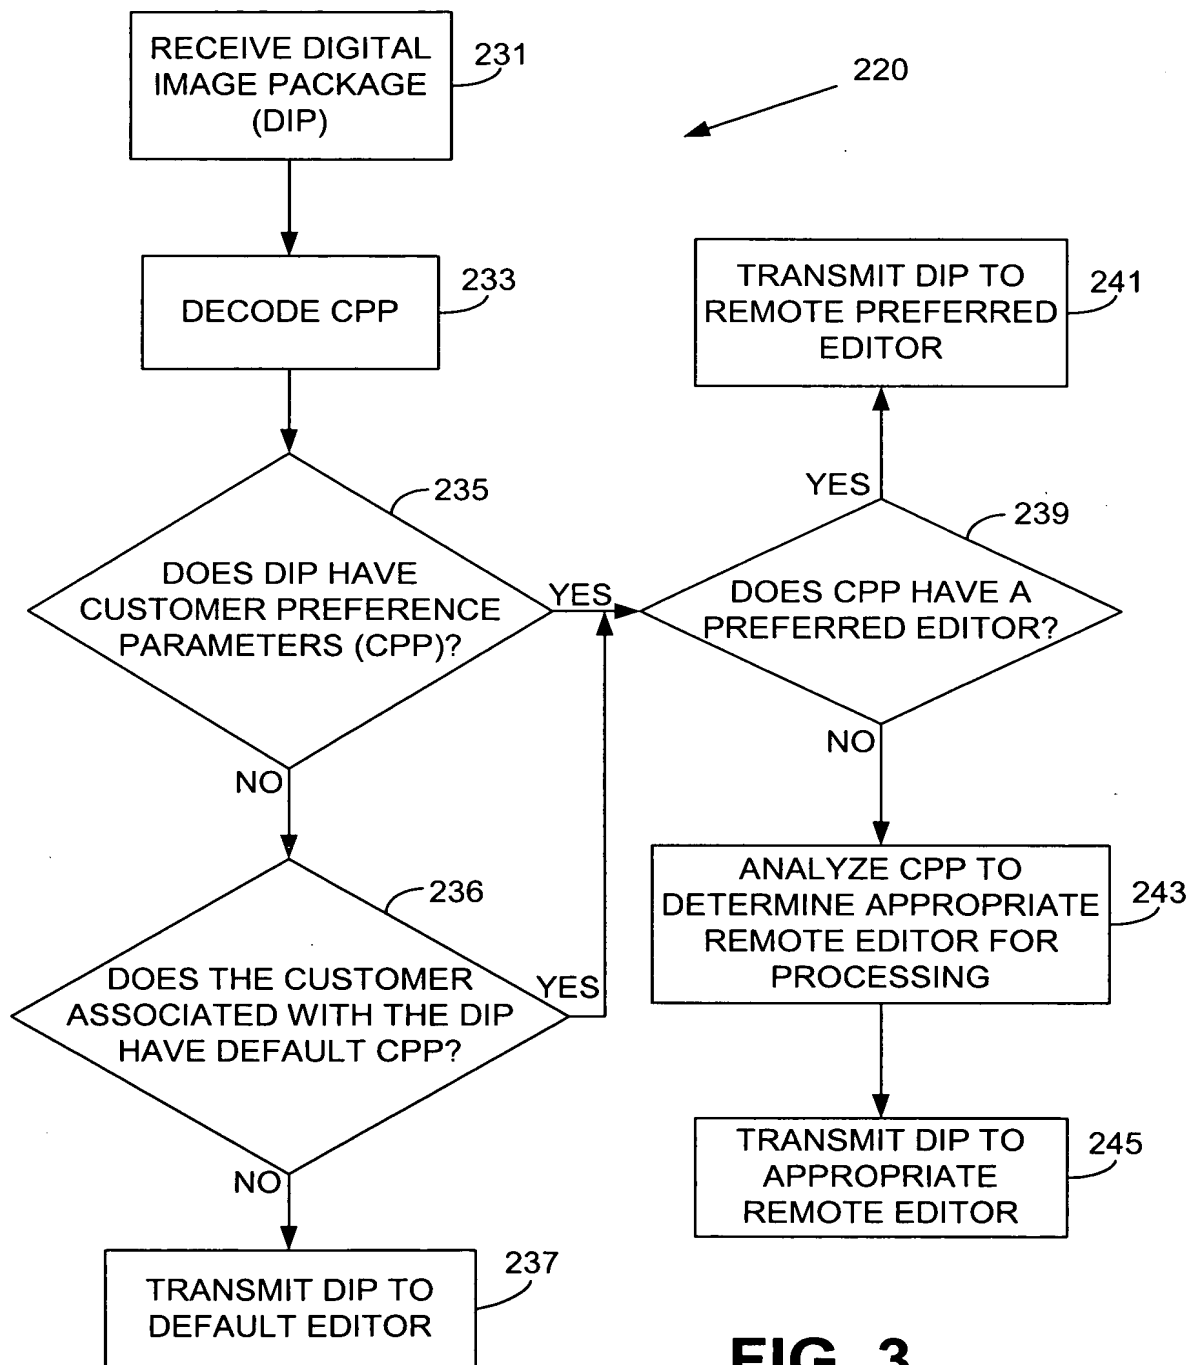 RECEIVE DIGITAL
IMAGE PACKAGE
(DIP)
231
220
DECODE CPP
233
TRANSMIT DIP TO
REMOTE PREFERRED
EDITOR
241
235
DOES DIP HAVE
CUSTOMER PREFERENCE
PARAMETERS (CPP)?
YES
NO
YES
239
DOES CPP HAVE A
PREFERRED EDITOR?
NO
236
DOES THE CUSTOMER
ASSOCIATED WITH THE DIP
HAVE DEFAULT CPP?
YES
NO
ANALYZE CPP TO
DETERMINE APPROPRIATE
REMOTE EDITOR FOR
PROCESSING
243
TRANSMIT DIP TO
APPROPRIATE
REMOTE EDITOR
245
TRANSMIT DIP TO
DEFAULT EDITOR
237
FIG. 3